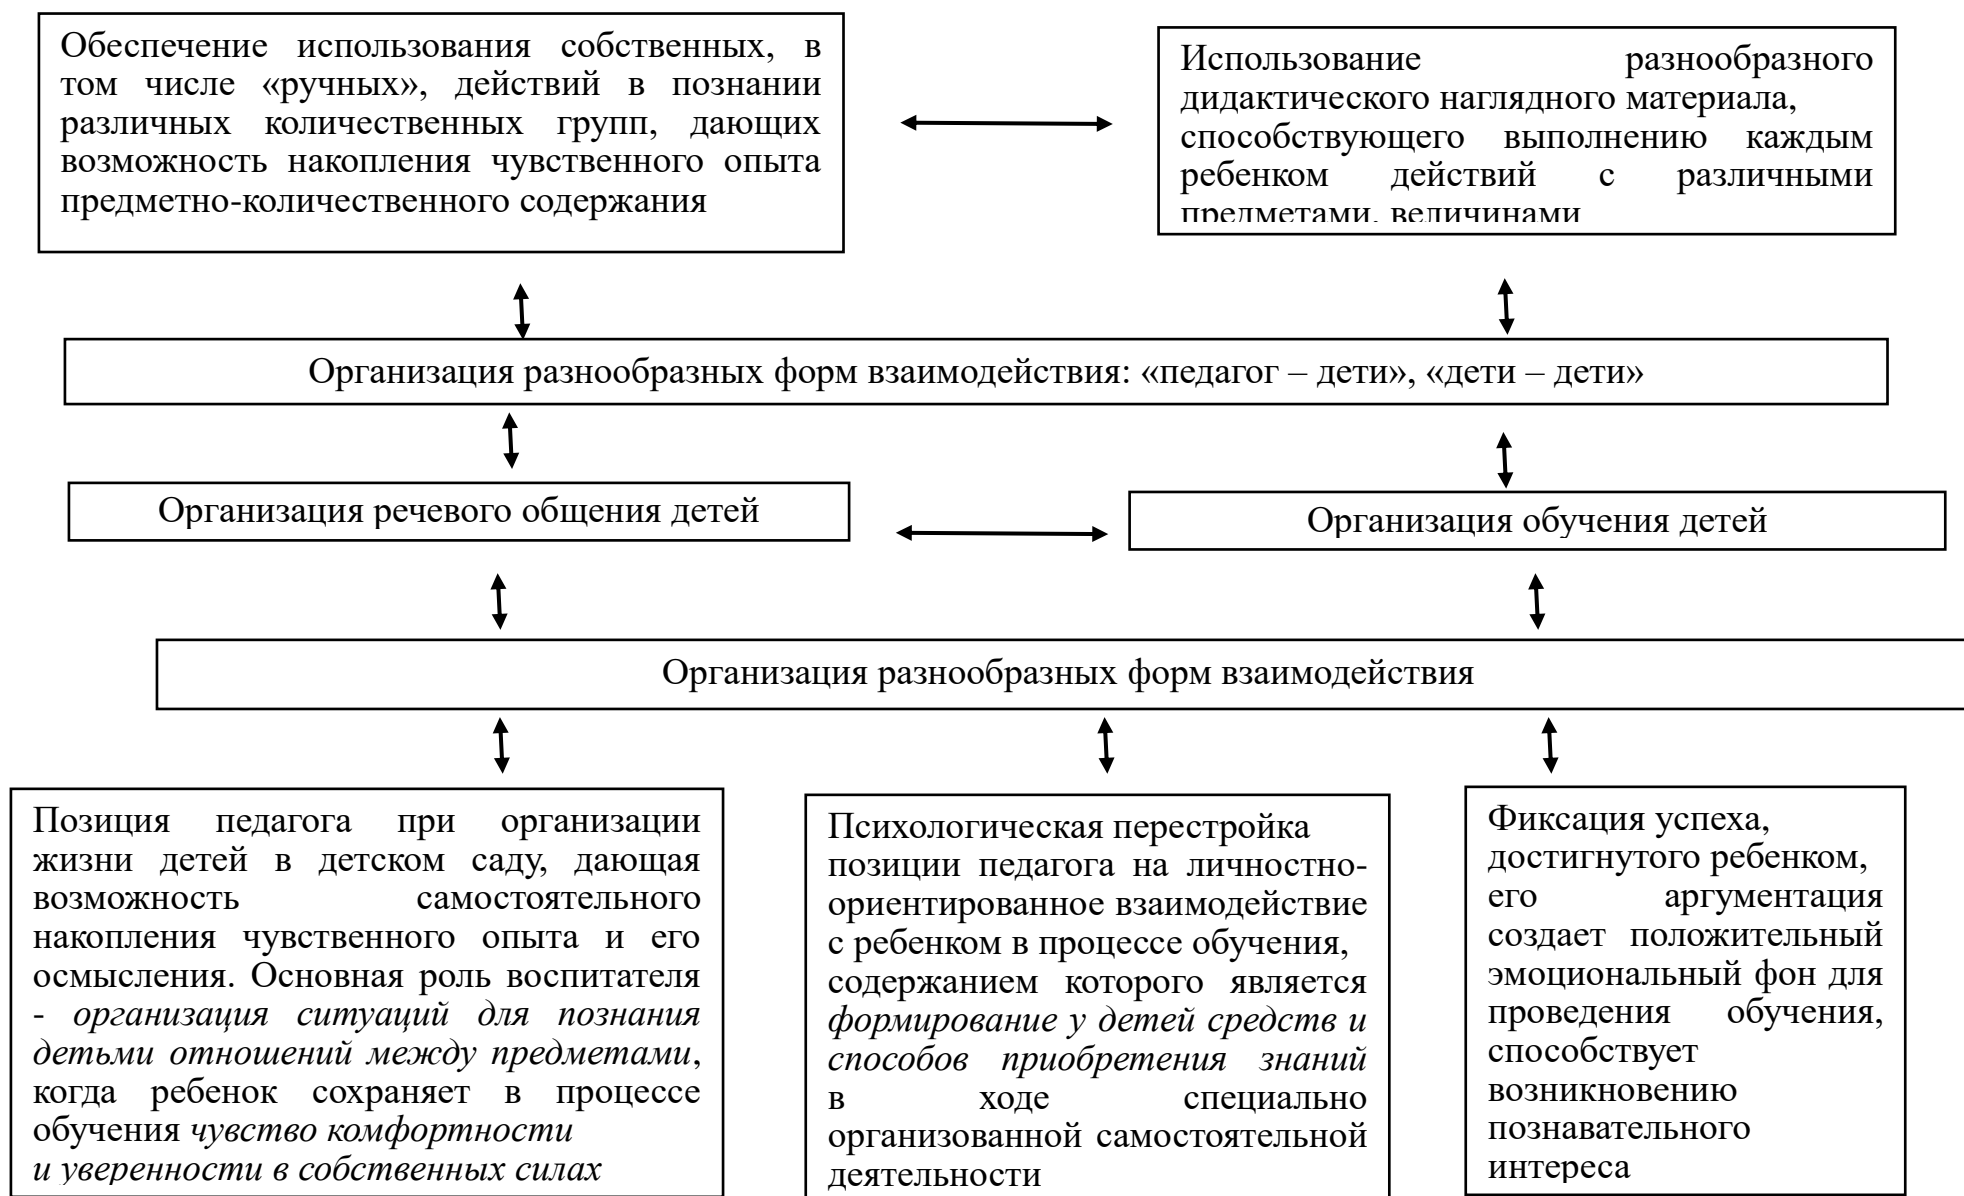 Обеспечение использования собственных, в
том числе «ручных», действий в познании
различных количественных групп, дающих
возможность накопления чувственного опыта
предметно-количественного содержания
Использование разнообразного
дидактического наглядного материала,
способствующего выполнению каждым
ребенком действий с различными
предметами, величинами
Организация разнообразных форм взаимодействия: «педагог – дети», «дети – дети»
Организация речевого общения детей
Организация обучения детей
Организация разнообразных форм взаимодействия
Позиция педагога при организации
жизни детей в детском саду, дающая
возможность самостоятельного
накопления чувственного опыта и его
осмысления. Основная роль воспитателя
- организация ситуаций для познания
детьми отношений между предметами,
когда ребенок сохраняет в процессе
обучения чувство комфортности
и уверенности в собственных силах
Психологическая перестройка
позиции педагога на личностно-
ориентированное взаимодействие
с ребенком в процессе обучения,
содержанием которого является
формирование у детей средств и
способов приобретения знаний
в ходе специально
организованной самостоятельной
деятельности
Фиксация успеха,
достигнутого ребенком,
его аргументация
создает положительный
эмоциональный фон для
проведения обучения,
способствует
возникновению
познавательного
интереса